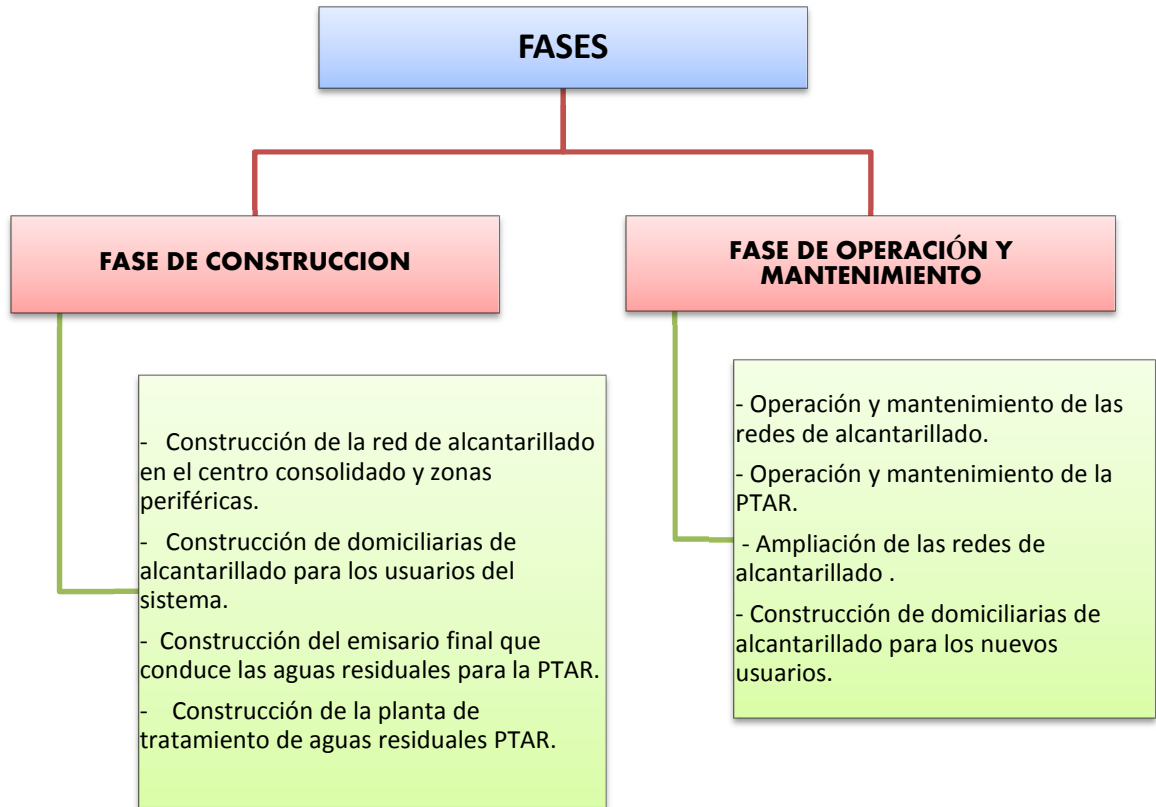 FASES
FASE DE CONSTRUCCION
- Construcción de la red de alcantarillado
en el centro consolidado y zonas
periféricas.
- Construcción de domiciliarias de
alcantarillado para los usuarios del
sistema.
- Construcción del emisario final que
conduce las aguas residuales para la PTAR.
- Construcción de la planta de
tratamiento de aguas residuales PTAR.
FASE DE OPERACIÓN Y
MANTENIMIENTO
- Operación y mantenimiento de las
redes de alcantarillado.
- Operación y mantenimiento de la
PTAR.
- Ampliación de las redes de
alcantarillado .
- Construcción de domiciliarias de
alcantarillado para los nuevos
usuarios.